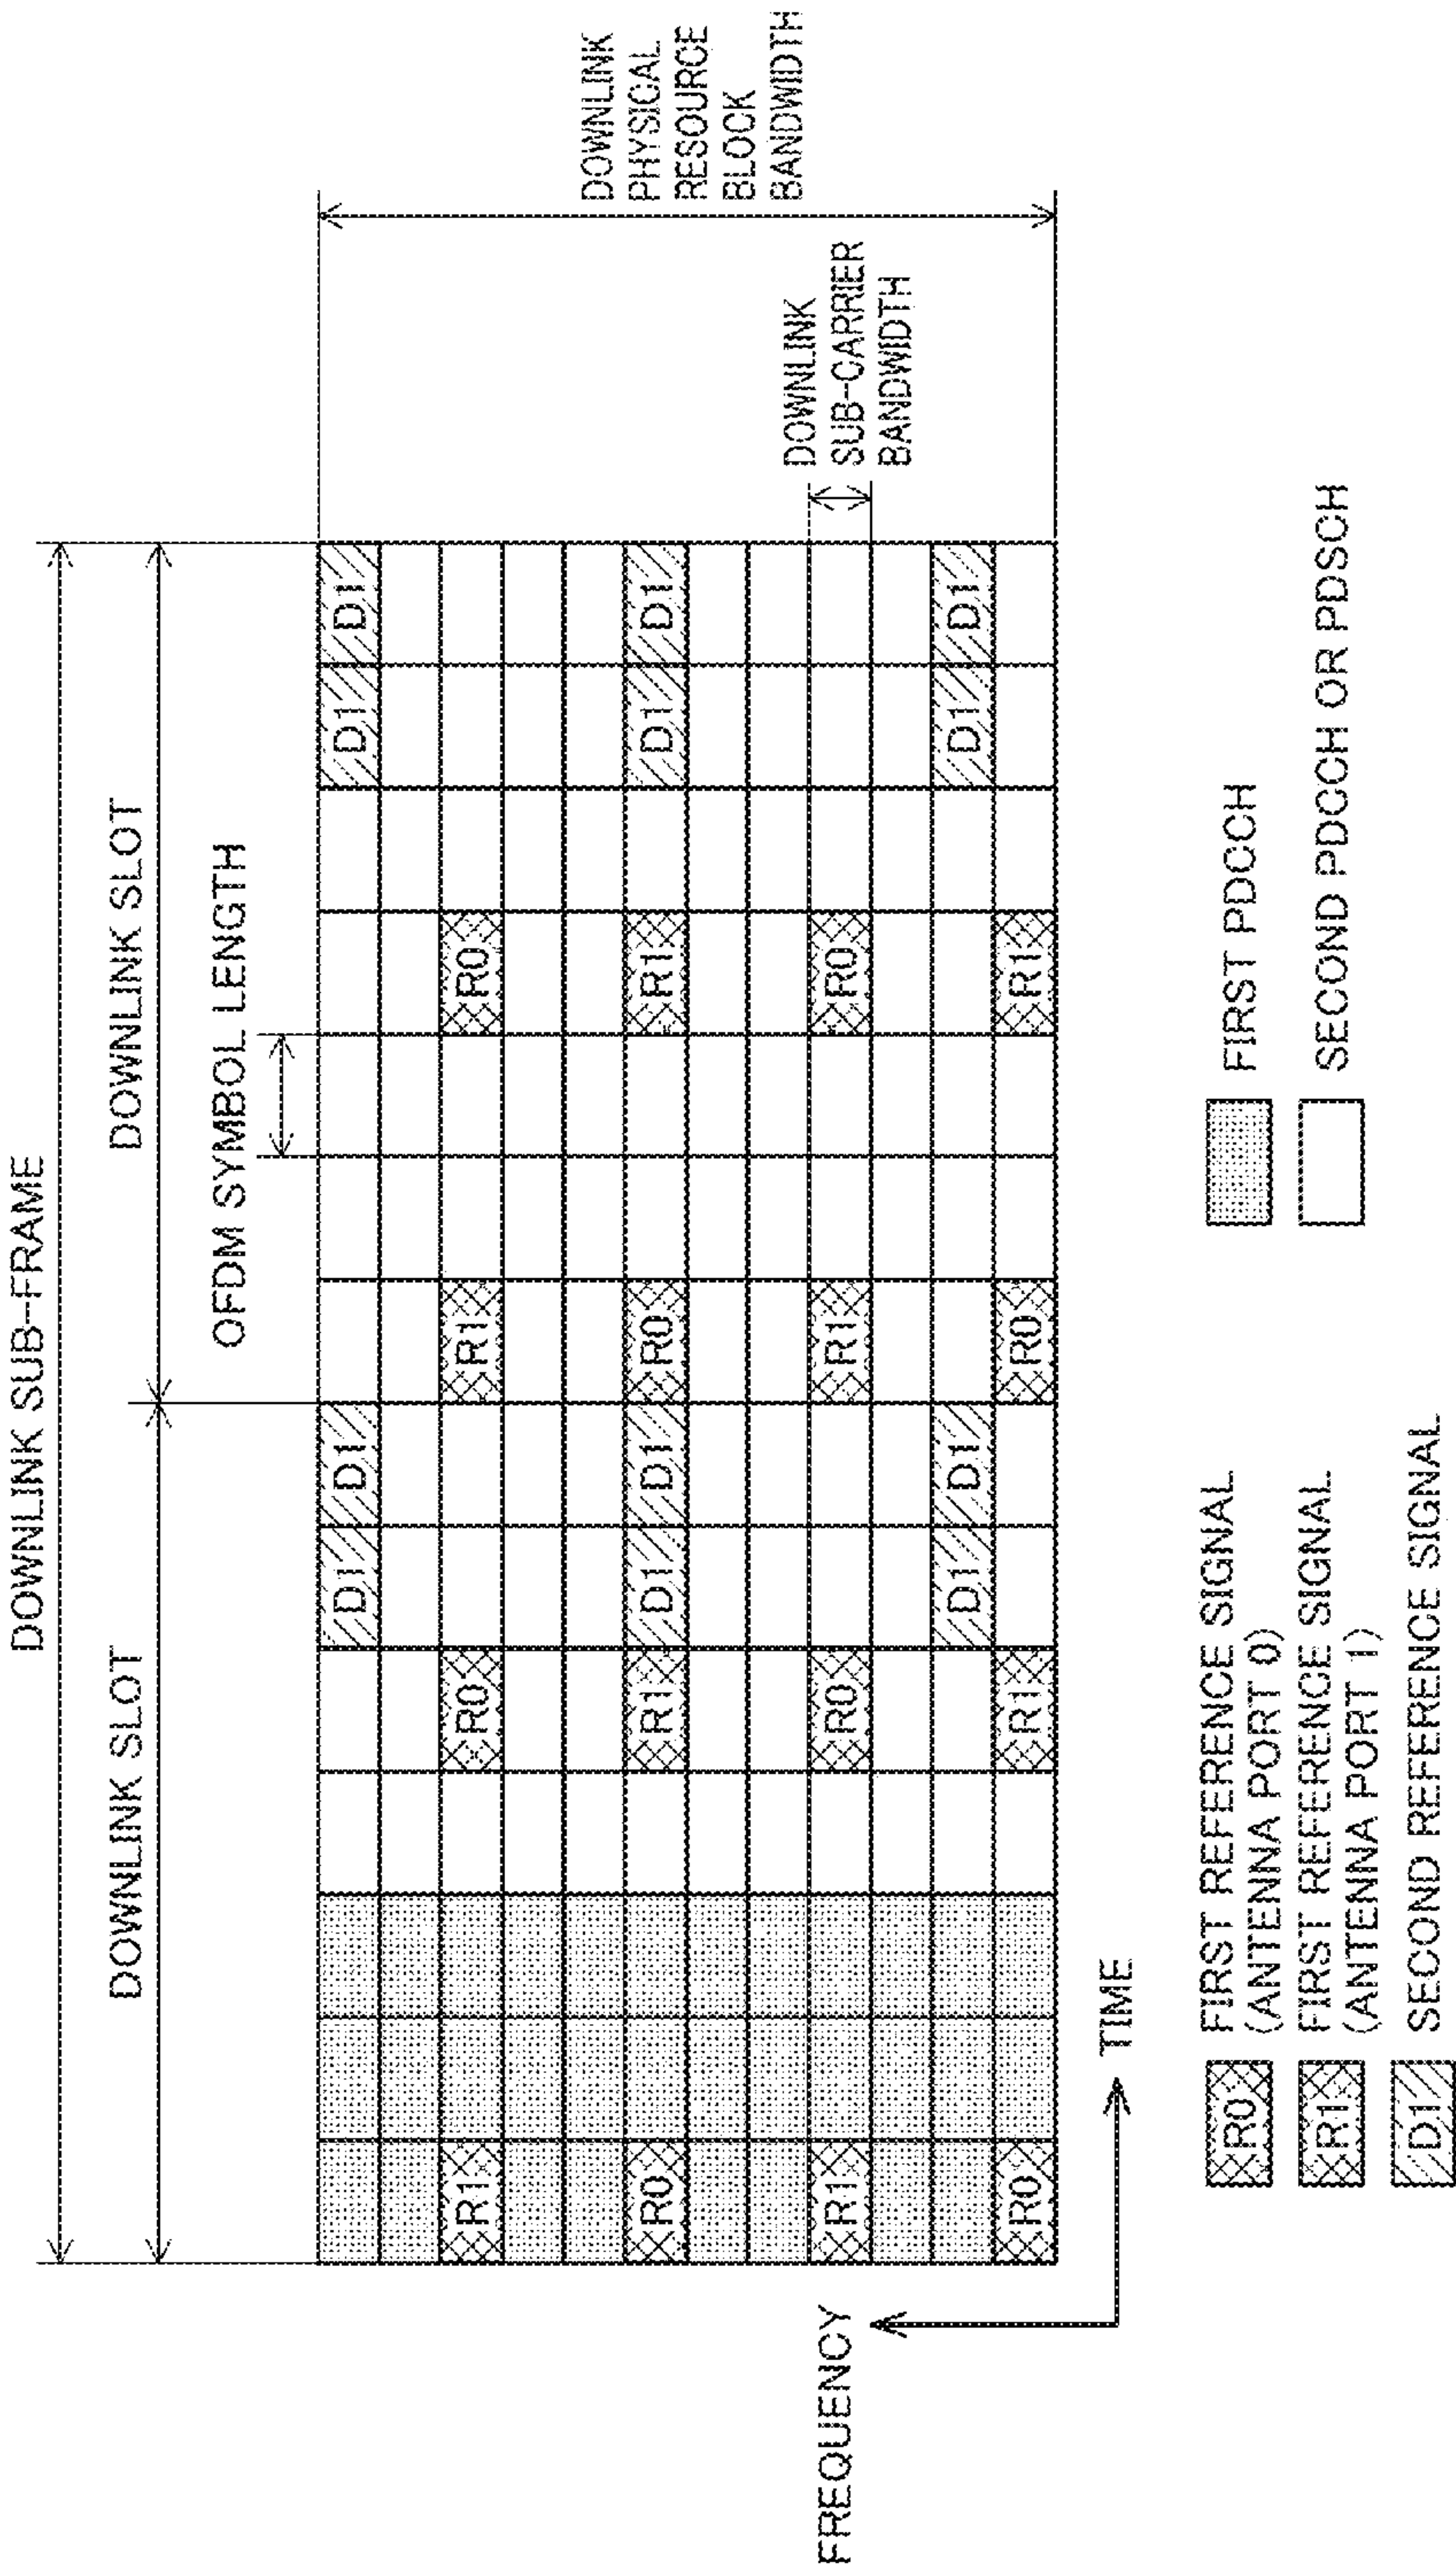 DOWNLINK SUB-FRAME
DOWNLINK SLOT
DOWNLINK SLOT
OFDM SYMBOL LENGTH
D1 D1 D1 D1
R1 R0 R1 R0
R0 R1 D1 D1 R0 R1 D1 D1
R1 R0 R1 R0
D1 D1 D1 D1
R0 R1 R0 R1
DOWNLINK
PHYSICAL
RESOURCE
BLOCK
BANDWIDTH
DOWNLINK
SUB-CARRIER
BANDWIDTH
FREQUENCY
TIME
R0 FIRST REFERENCE SIGNAL
(ANTENNA PORT 0)
R1 FIRST REFERENCE SIGNAL
(ANTENNA PORT 1)
D1 SECOND REFERENCE SIGNAL
FIRST PDCCH
SECOND PDCCH OR PDSCH